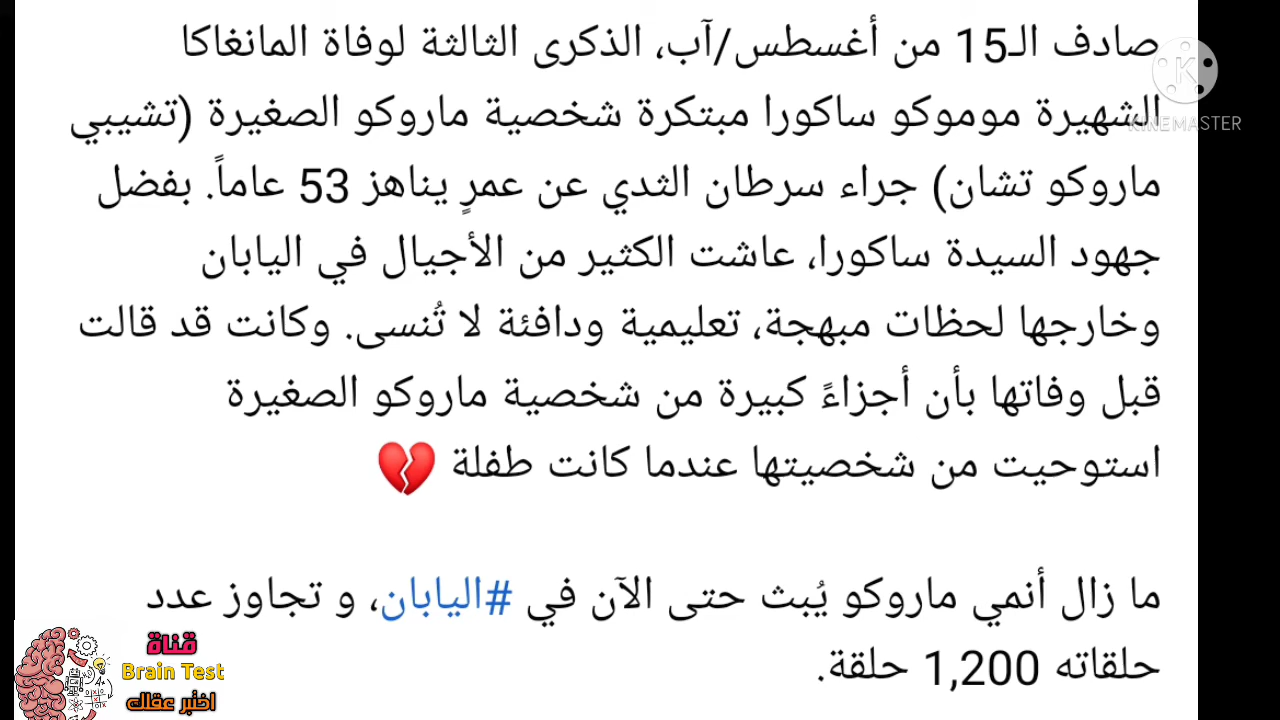 صادف الـ15 من أغسطس/آب، الذكرى الثالثة لوفاة المانغاكا
الشهيرة موموكو ساكورا مبتكرة شخصية ماروكو الصغيرة (تشيبي
ماروكو تشان) جراء سرطان الثدي عن عمرٍ يناهز 53 عاماً. بفضل
جهود السيدة ساكورا، عاشت الكثير من الأجيال في اليابان
وخارجها لحظات مبهجة، تعليمية ودافئة لا تُنسى. وكانت قد قالت
قبل وفاتها بأن أجزاءً كبيرة من شخصية ماروكو الصغيرة
استوحيت من شخصيتها عندما كانت طفلة 💔
ما زال أنمي ماروكو يُبث حتى الآن في #اليابان، و تجاوز عدد
حلقاته 1,200 حلقة.
K
KINEMASTER
قناة
Brain Test
اختبر عقلك